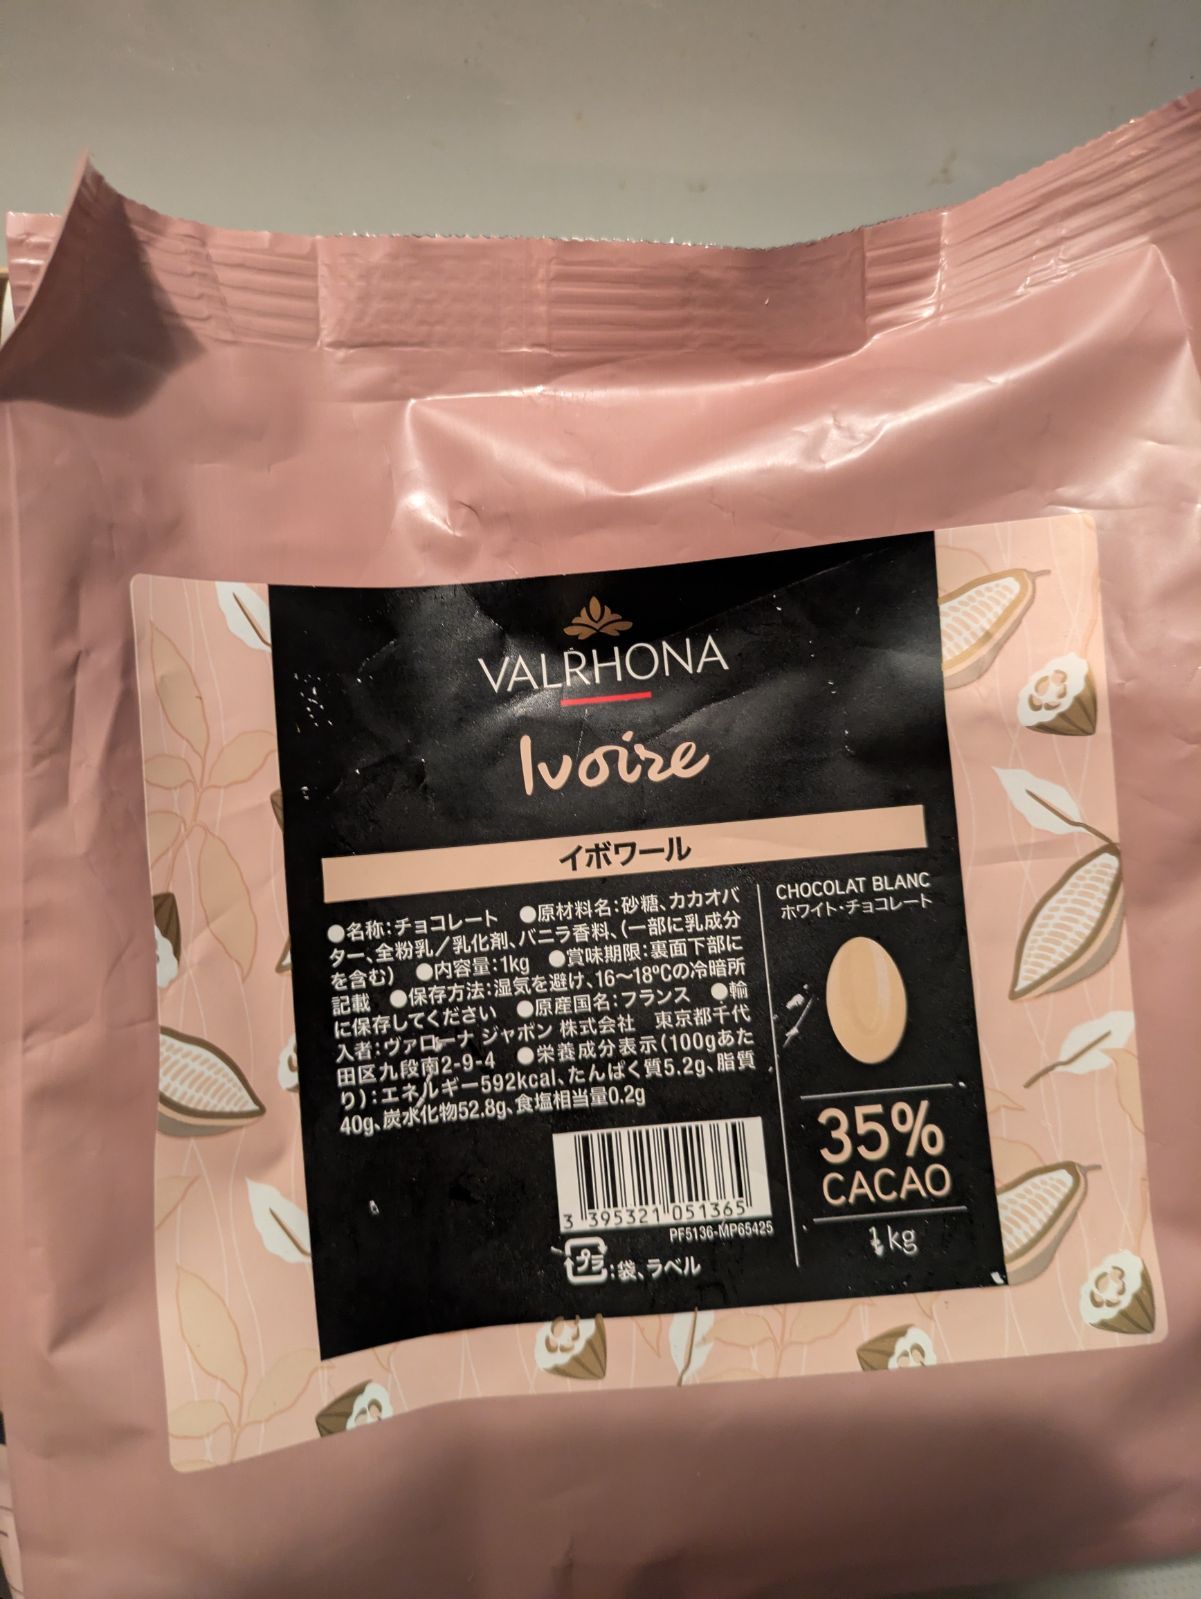 VALRHONA
Ivoire
イボワール
●名称:チョコレート ●原材料名:砂糖、カカオバ
ター、全粉乳/乳化剤、バニラ香料、(一部に乳成分
を含む) ●内容量:1kg ●賞味期限:裏面下部に
記載 ●保存方法:湿気を避け、16～18℃の冷暗所
に保存してください ●原産国名:フランス ●輸
入者:ヴァローナ ジャポン 株式会社 東京都千代
田区九段南2-9-4 ●栄養成分表示(100gあた
り):エネルギー592kcal、たんぱく質5.2g、脂質
40g、炭水化物52.8g、食塩相当量0.2g
3 395321 051365
PF5136-MP65425
プラ:袋、ラベル
CHOCOLAT BLANC
ホワイト・チョコレート
35%
CACAO
1kg